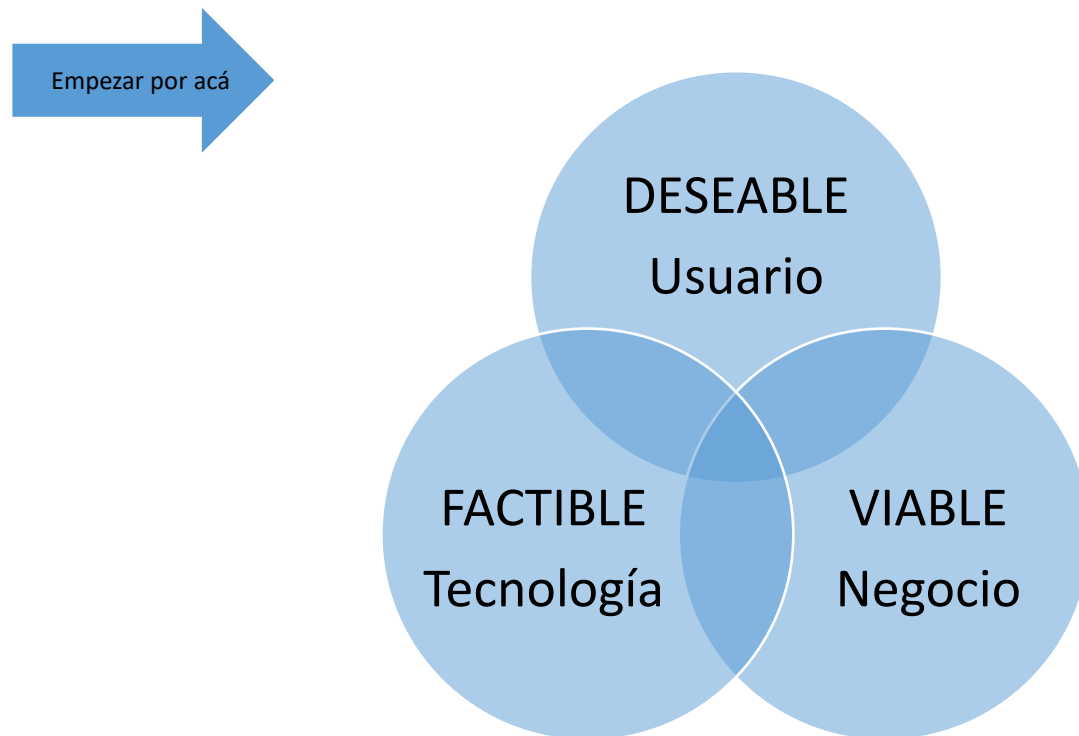 Empezar por acá
DESEABLE
Usuario
FACTIBLE
Tecnología
VIABLE
Negocio